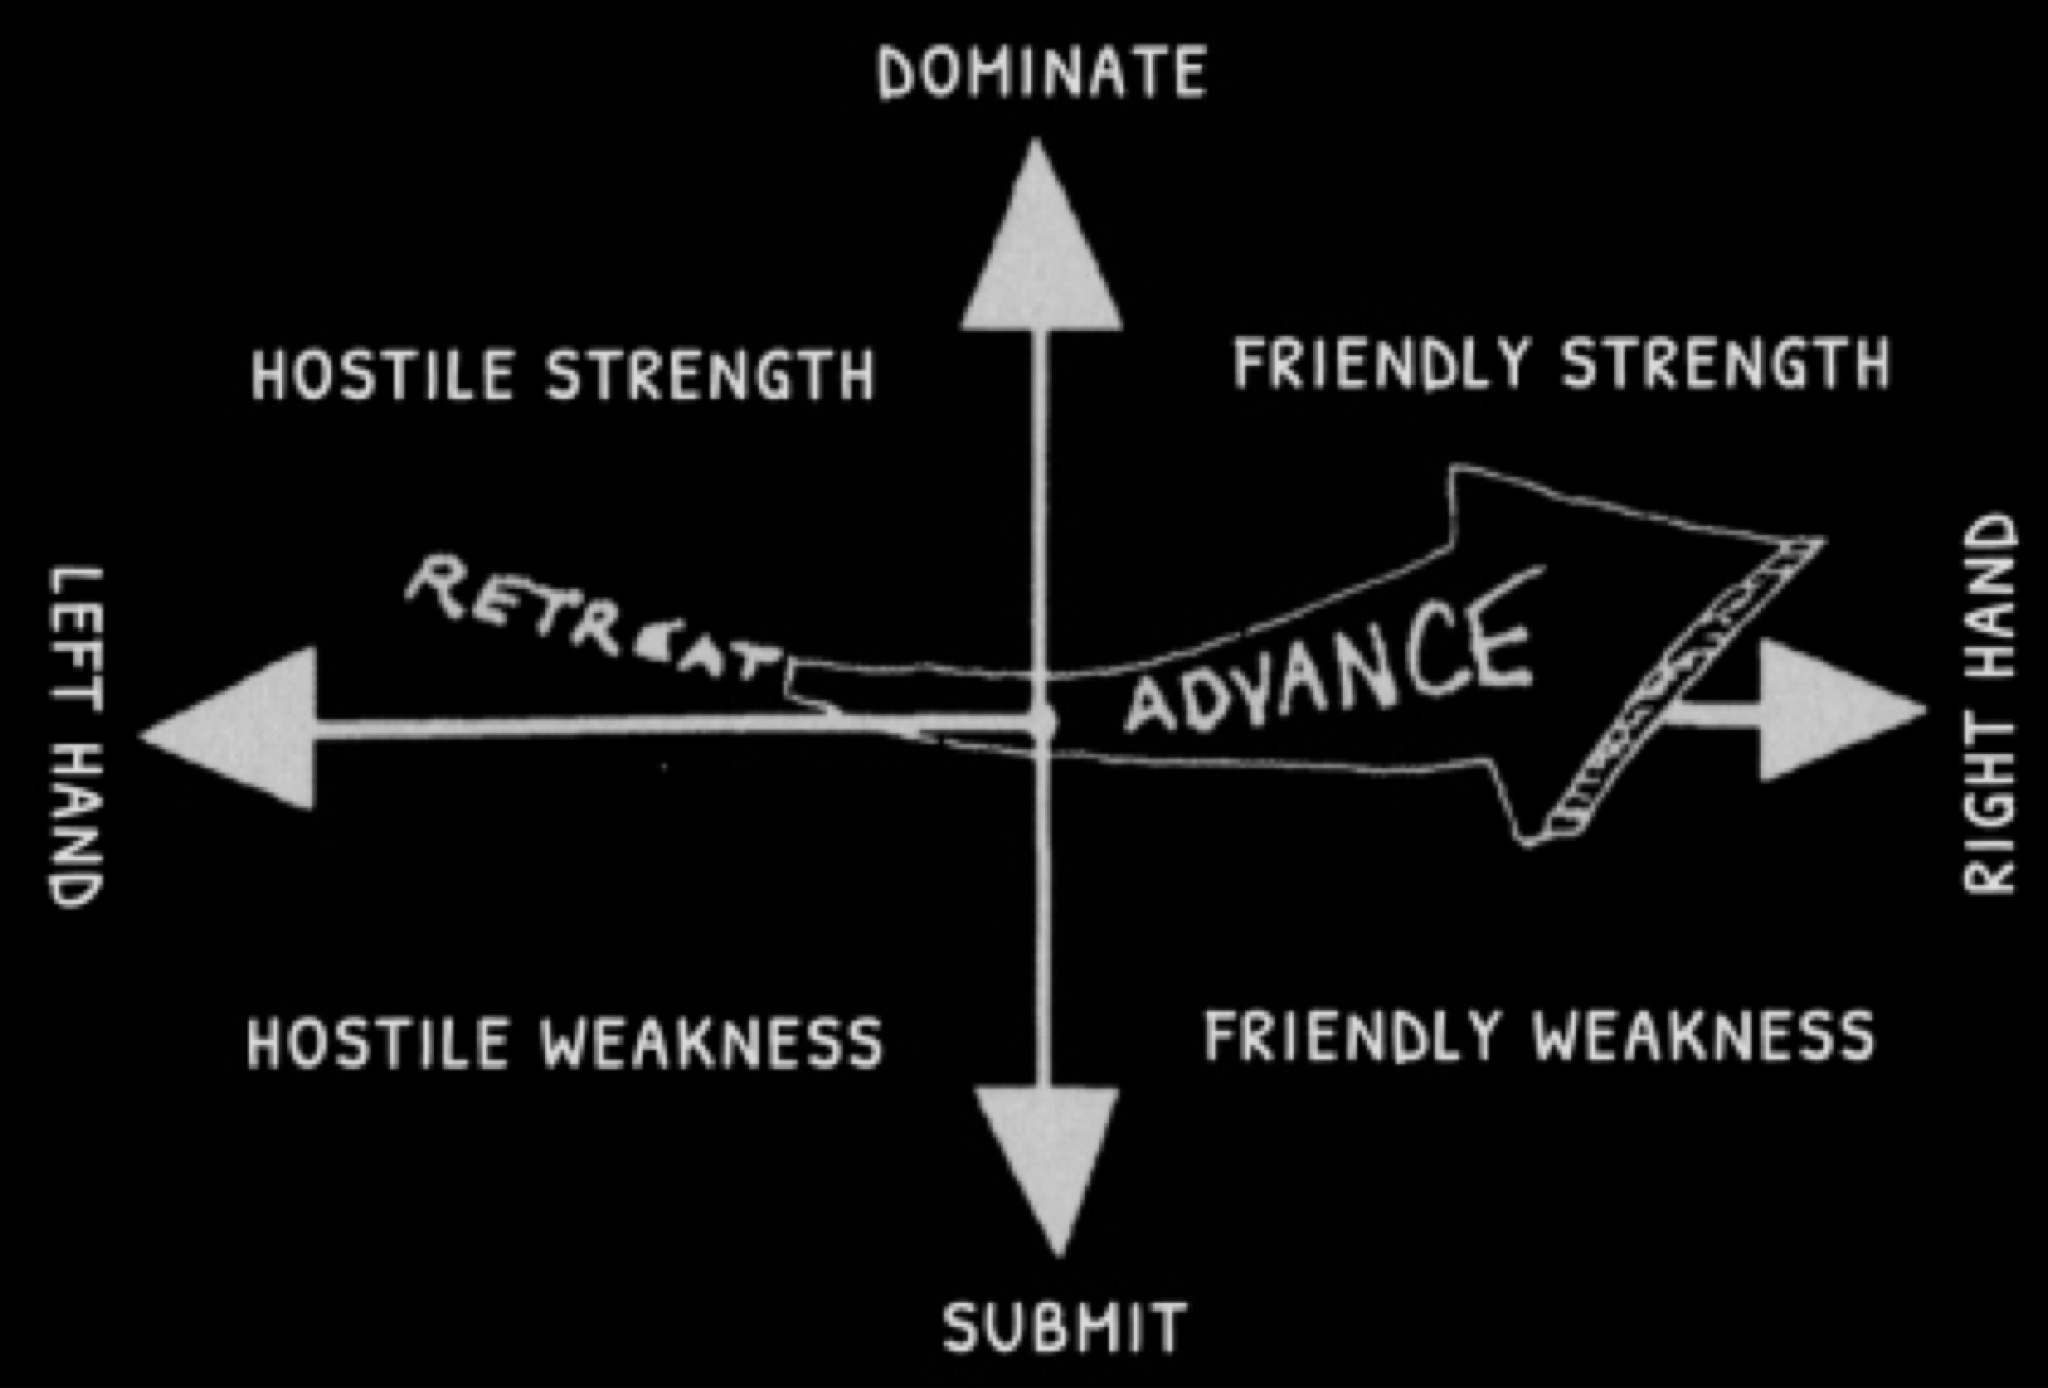 DOMINATE
HOSTILE STRENGTH
FRIENDLY STRENGTH
LEFT HAND
RETREAT
ADVANCE
RIGHT HAND
HOSTILE WEAKNESS
FRIENDLY WEAKNESS
SUBMIT